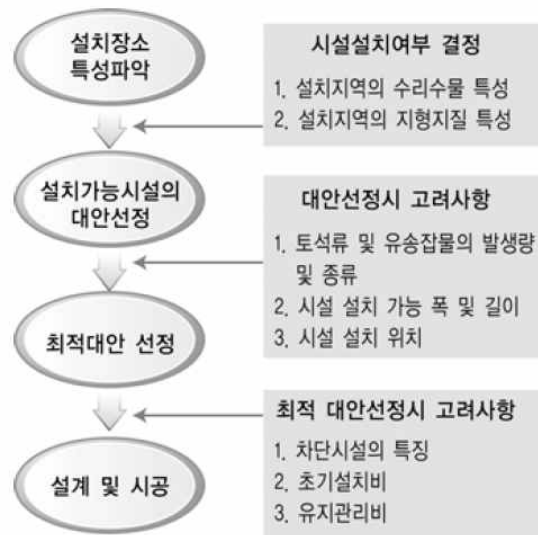 설치장소
특성파악
시설설치여부 결정
1. 설치지역의 수리수물 특성
2. 설치지역의 지형지질 특성
설치가능시설의
대안선정
대안선정시 고려사항
1. 토석류 및 유송잡물의 발생량
및 종류
2. 시설 설치 가능 폭 및 길이
3. 시설 설치 위치
최적대안 선정
최적 대안선정시 고려사항
1. 차단시설의 특징
2. 초기설치비
3. 유지관리비
설계 및 시공